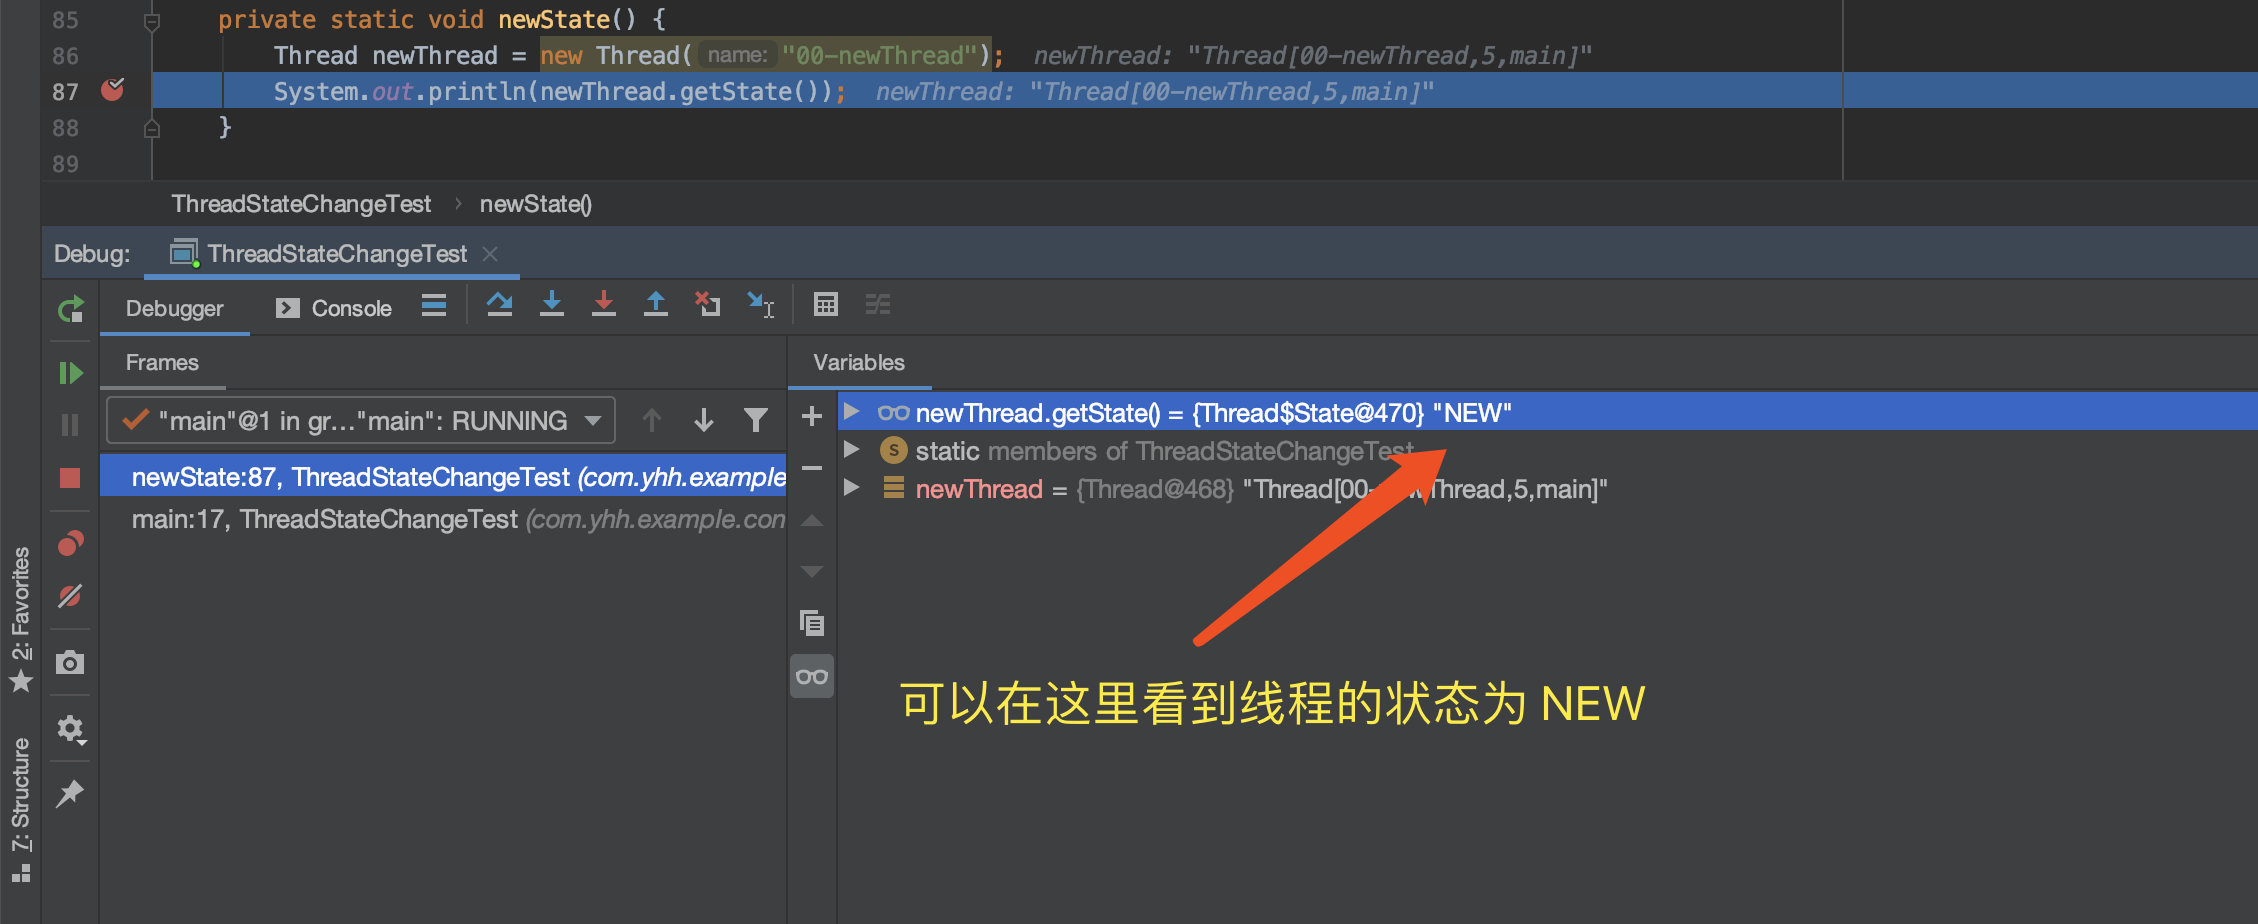 85 private static void newState() {
86 Thread newThread = new Thread( name: "00-newThread"); newThread: "Thread[00-newThread,5,main]"
87 System.out.println(newThread.getState()); newThread: "Thread[00-newThread,5,main]"
88 }
89
ThreadStateChangeTest › newState()
Debug: ThreadStateChangeTest
Debugger Console
Frames
Variables
"main"@1 in gr..."main": RUNNING
newState:87, ThreadStateChangeTest (com.yhh.example
main:17, ThreadStateChangeTest (com.yhh.example.con
newThread.getState() = {Thread$State@470} "NEW"
static members of ThreadStateChangeTest
newThread = {Thread@468} "Thread[00-newThread,5,main]"
可以在这里看到线程的状态为 NEW
2: Favorites
7: Structure